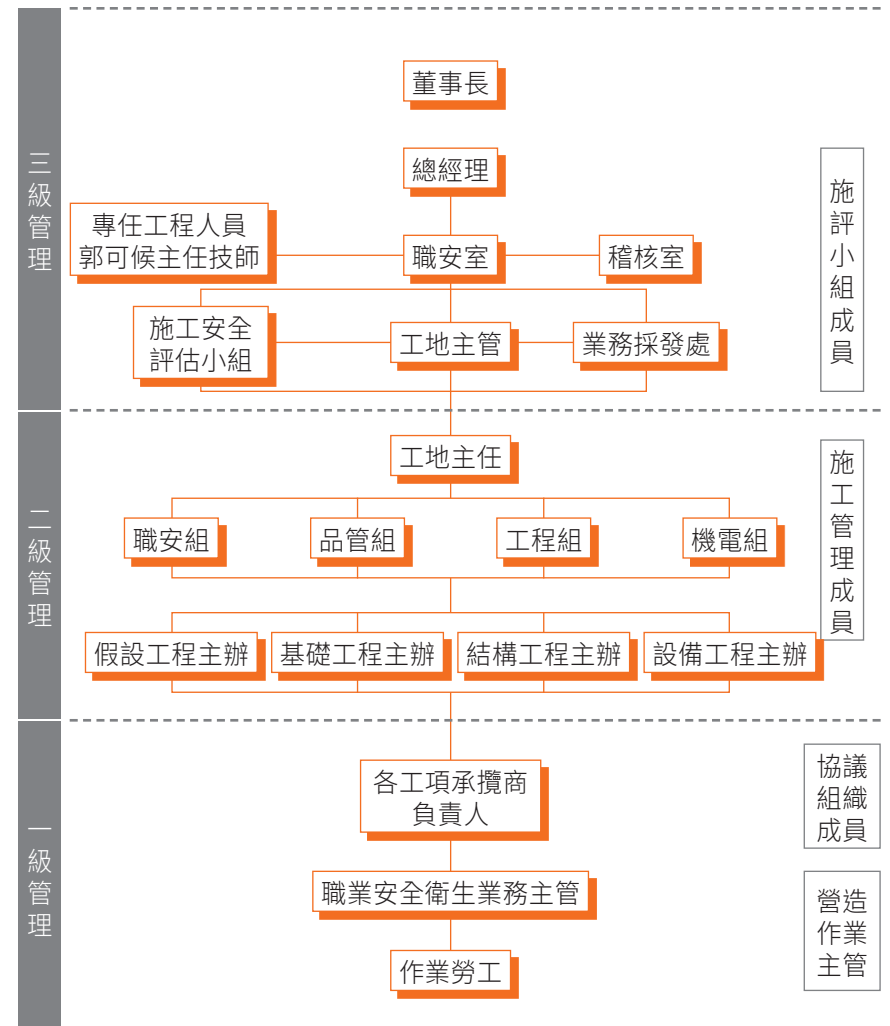 董事長
三級管理
總經理
施評小組成員
專任工程人員
郭可候主任技師
職安室
稽核室
施工安全
評估小組
工地主管
業務採發處
二級管理
工地主任
施工管理成員
職安組
品管組
工程組
機電組
假設工程主辦
基礎工程主辦
結構工程主辦
設備工程主辦
一級管理
各工項承攬商
負責人
協議
組織
成員
職業安全衛生業務主管
營造
作業
主管
作業勞工